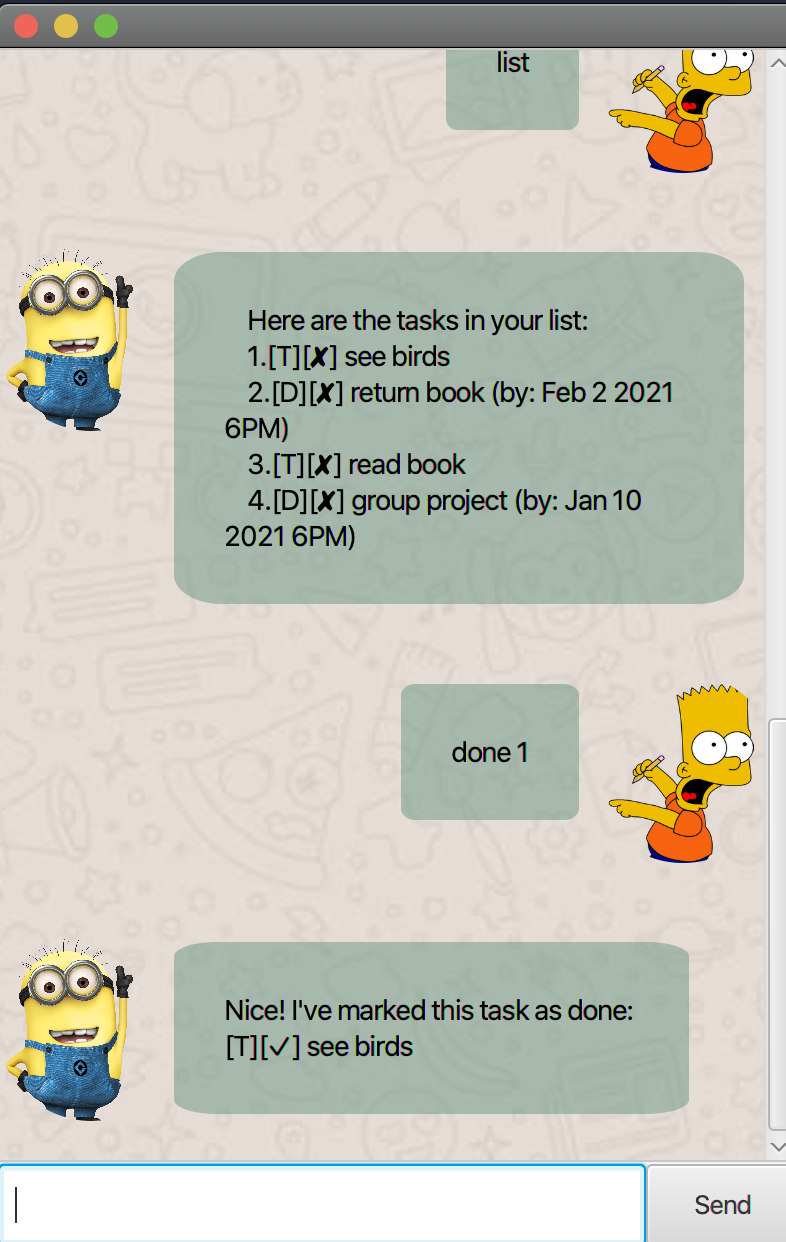 list
Here are the tasks in your list:
1.[T][✘] see birds
2.[D][✘] return book (by: Feb 2 2021
6PM)
3.[T][✘] read book
4.[D][✘] group project (by: Jan 10
2021 6PM)
done 1
Nice! I've marked this task as done:
[T][✓] see birds
Send